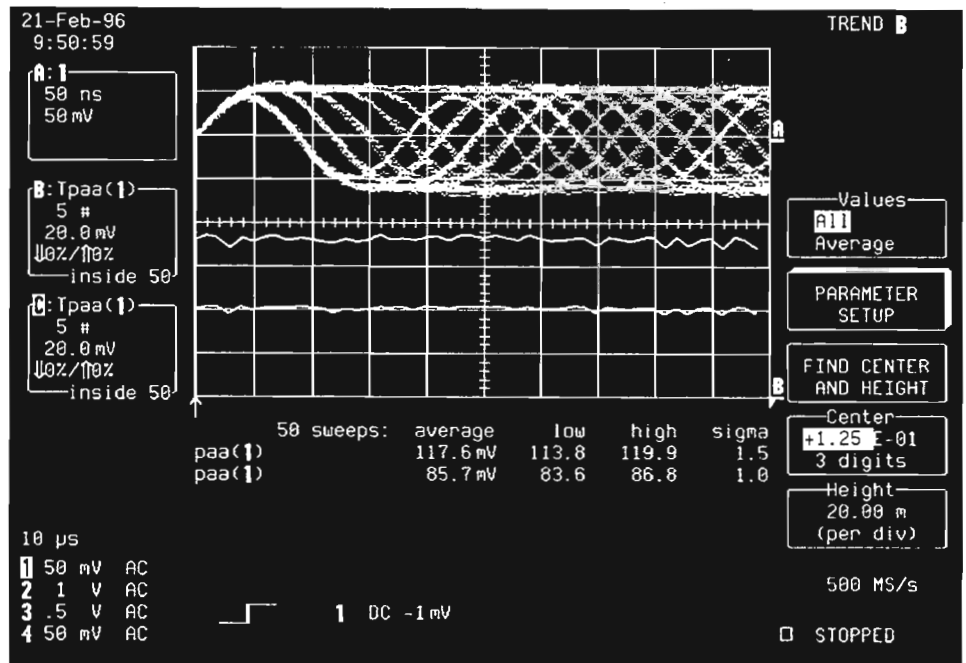 21-Feb-96
9:50:59
TREND B
A:1
50 ns
50 mV
A
B:Tpaa(1)
5 #
20.0 mV
⇓0%/⇑0%
inside 50
C:Tpaa(1)
5 #
20.0 mV
⇓0%/⇑0%
inside 50
B
Values
All
Average
PARAMETER
SETUP
FIND CENTER
AND HEIGHT
Center
+1.25 E-01
3 digits
Height
20.00 m
(per div)
50 sweeps: average low high sigma
paa(1) 117.6 mV 113.8 119.9 1.5
paa(1) 85.7 mV 83.6 86.8 1.0
10 µs
1 50 mV AC
2 1 V AC
3 .5 V AC
4 50 mV AC
1 DC -1 mV
500 MS/s
□ STOPPED